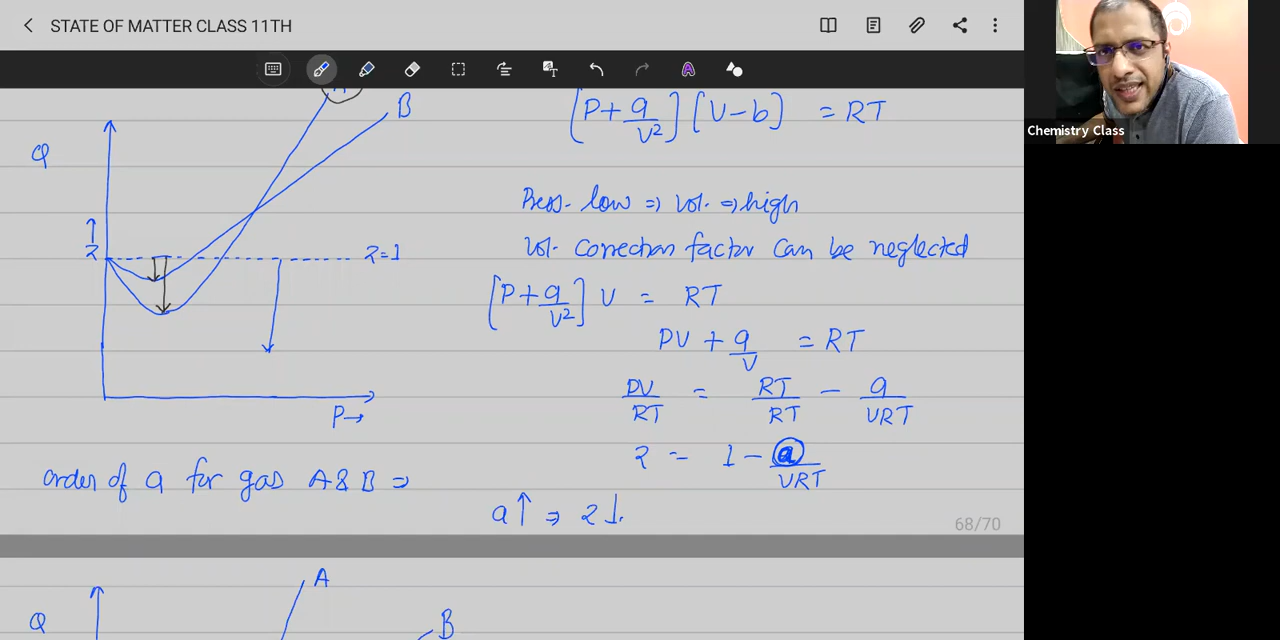 STATE OF MATTER CLASS 11TH
Chemistry Class
B
Q
[P + a/V²] [V - b] = RT
Press. low ⇒ vol. ⇒ high
Z↑
Z=1
vol. correction factor can be neglected
[P + a/V²] V = RT
PV + a/V = RT
P→
PV/RT = RT/RT - a/VRT
Z = 1 - a/VRT
order of a for gas A & B ⇒
a↑ ⇒ Z↓.
68/70
A
Q
B